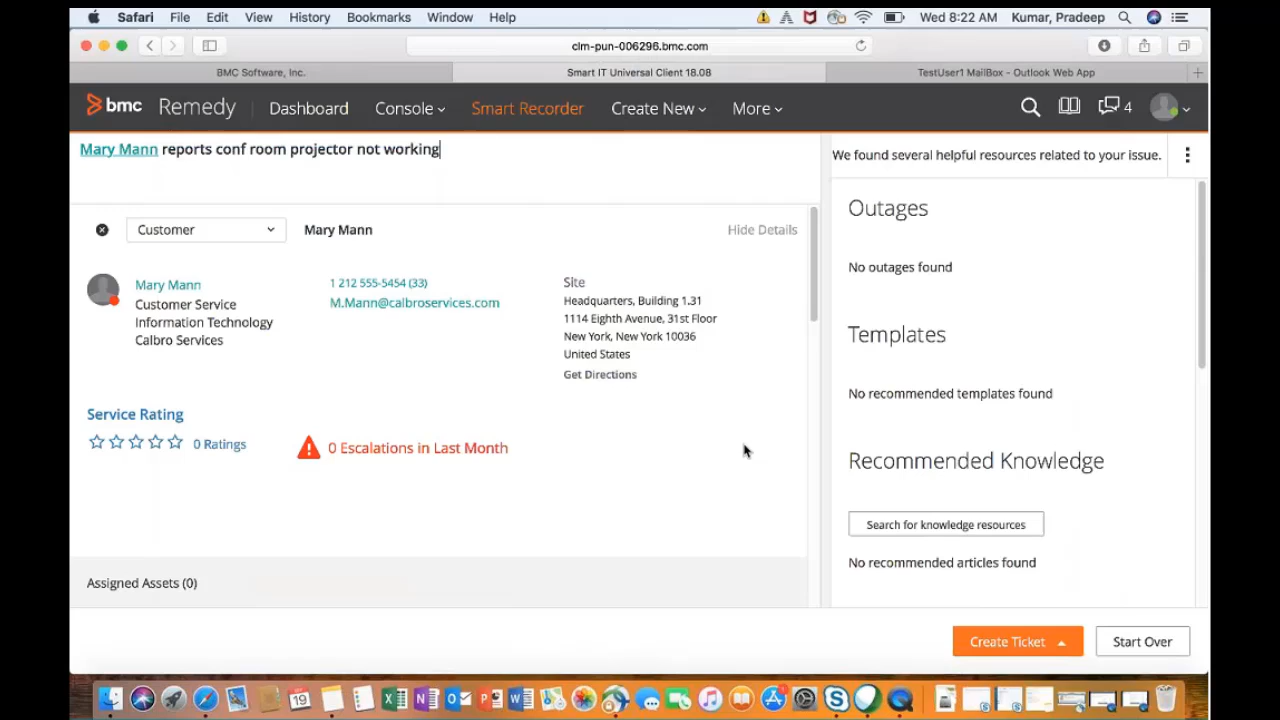 Safari File Edit View History Bookmarks Window Help Wed 8:22 AM Kumar, Pradeep
clm-pun-006296.bmc.com
BMC Software, Inc. Smart IT Universal Client 18.08 TestUser1 MailBox - Outlook Web App
bmc Remedy Dashboard Console Smart Recorder Create New More 4
Mary Mann reports conf room projector not working
We found several helpful resources related to your issue.
Customer Mary Mann Hide Details
Mary Mann
Customer Service
Information Technology
Calbro Services
1 212 555-5454 (33)
M.Mann@calbroservices.com
Site
Headquarters, Building 1.31
1114 Eighth Avenue, 31st Floor
New York, New York 10036
United States
Get Directions
Service Rating
0 Ratings
0 Escalations in Last Month
Assigned Assets (0)
Outages
No outages found
Templates
No recommended templates found
Recommended Knowledge
Search for knowledge resources
No recommended articles found
Create Ticket Start Over
19